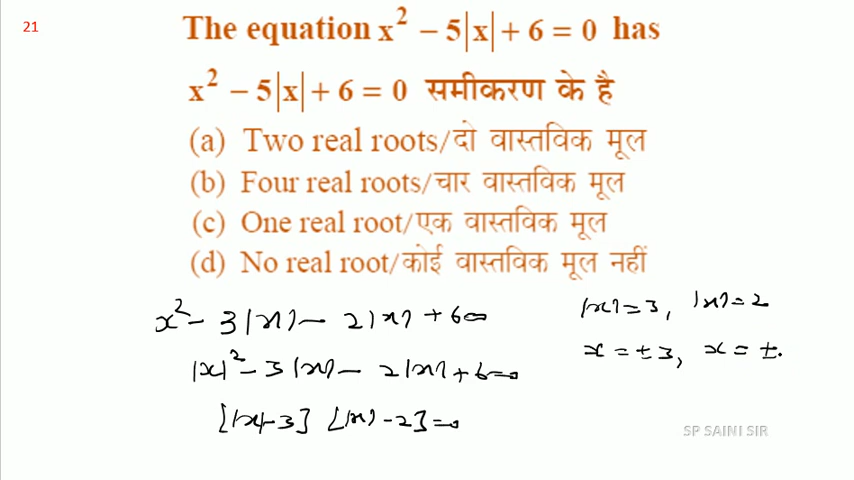 21
The equation x² − 5|x| + 6 = 0 has
x² − 5|x| + 6 = 0 समीकरण के है
(a) Two real roots/दो वास्तविक मूल
(b) Four real roots/चार वास्तविक मूल
(c) One real root/एक वास्तविक मूल
(d) No real root/कोई वास्तविक मूल नहीं
x² − 3|x| − 2|x| + 6=0
|x|² − 3|x| − 2|x| + 6=0
[|x|−3] [|x| − 2]=0
|x| = 3, |x| = 2
x = ±3, x = ±
SP SAINI SIR